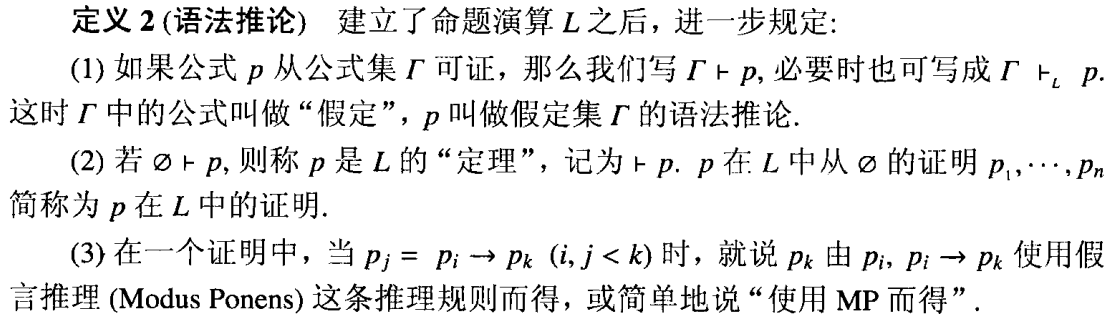 定义 2 (语法推论) 建立了命题演算 L 之后, 进一步规定:
(1) 如果公式 p 从公式集 Γ 可证, 那么我们写 Γ ⊢ p, 必要时也可写成 Γ ⊢_L p.
这时 Γ 中的公式叫做“假定”, p 叫做假定集 Γ 的语法推论.
(2) 若 ∅ ⊢ p, 则称 p 是 L 的“定理”, 记为 ⊢ p. p 在 L 中从 ∅ 的证明 p₁,⋯,pₙ
简称为 p 在 L 中的证明.
(3) 在一个证明中, 当 p_j = p_i → p_k (i, j < k) 时, 就说 p_k 由 p_i, p_i → p_k 使用假
言推理 (Modus Ponens) 这条推理规则而得, 或简单地说“使用 MP 而得”.